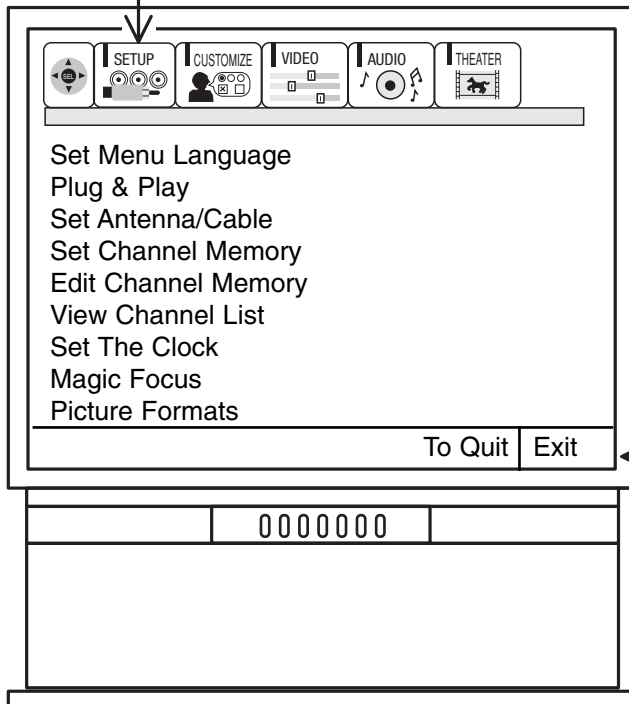 SEL SETUP CUSTOMIZE VIDEO AUDIO THEATER
Set Menu Language
Plug & Play
Set Antenna/Cable
Set Channel Memory
Edit Channel Memory
View Channel List
Set The Clock
Magic Focus
Picture Formats
To Quit Exit